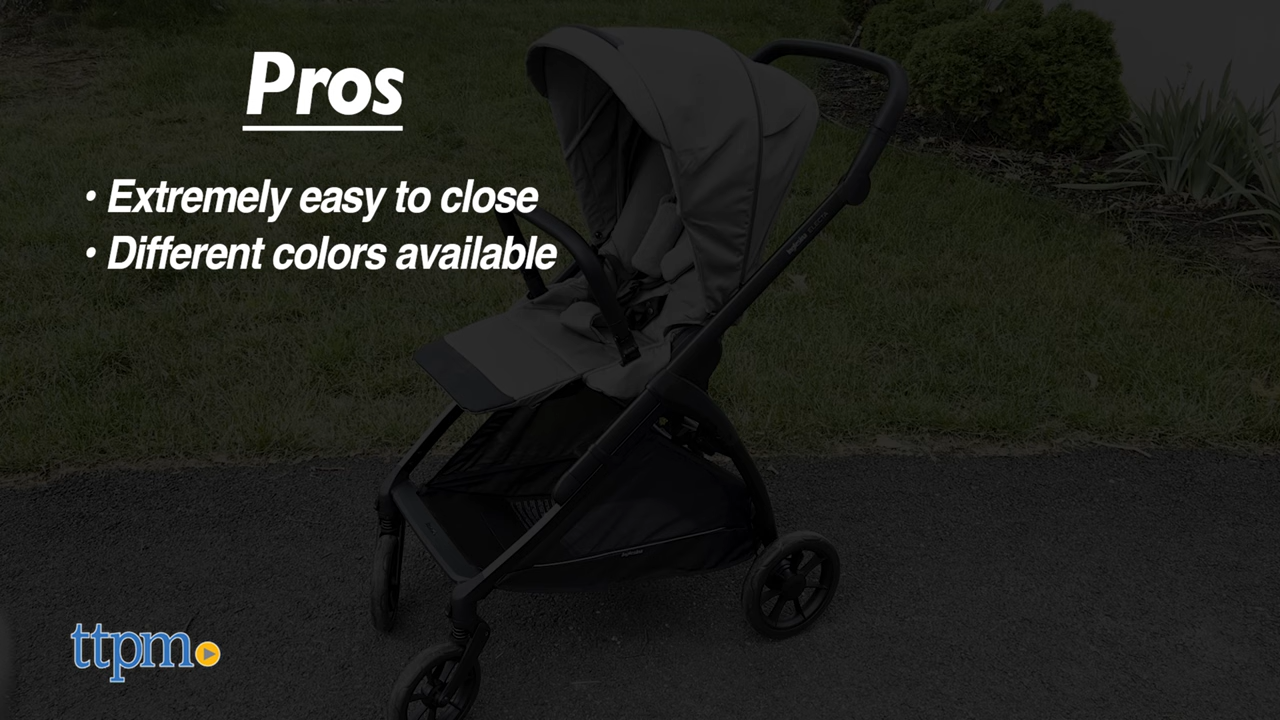 Pros
• Extremely easy to close
• Different colors available
ttpm